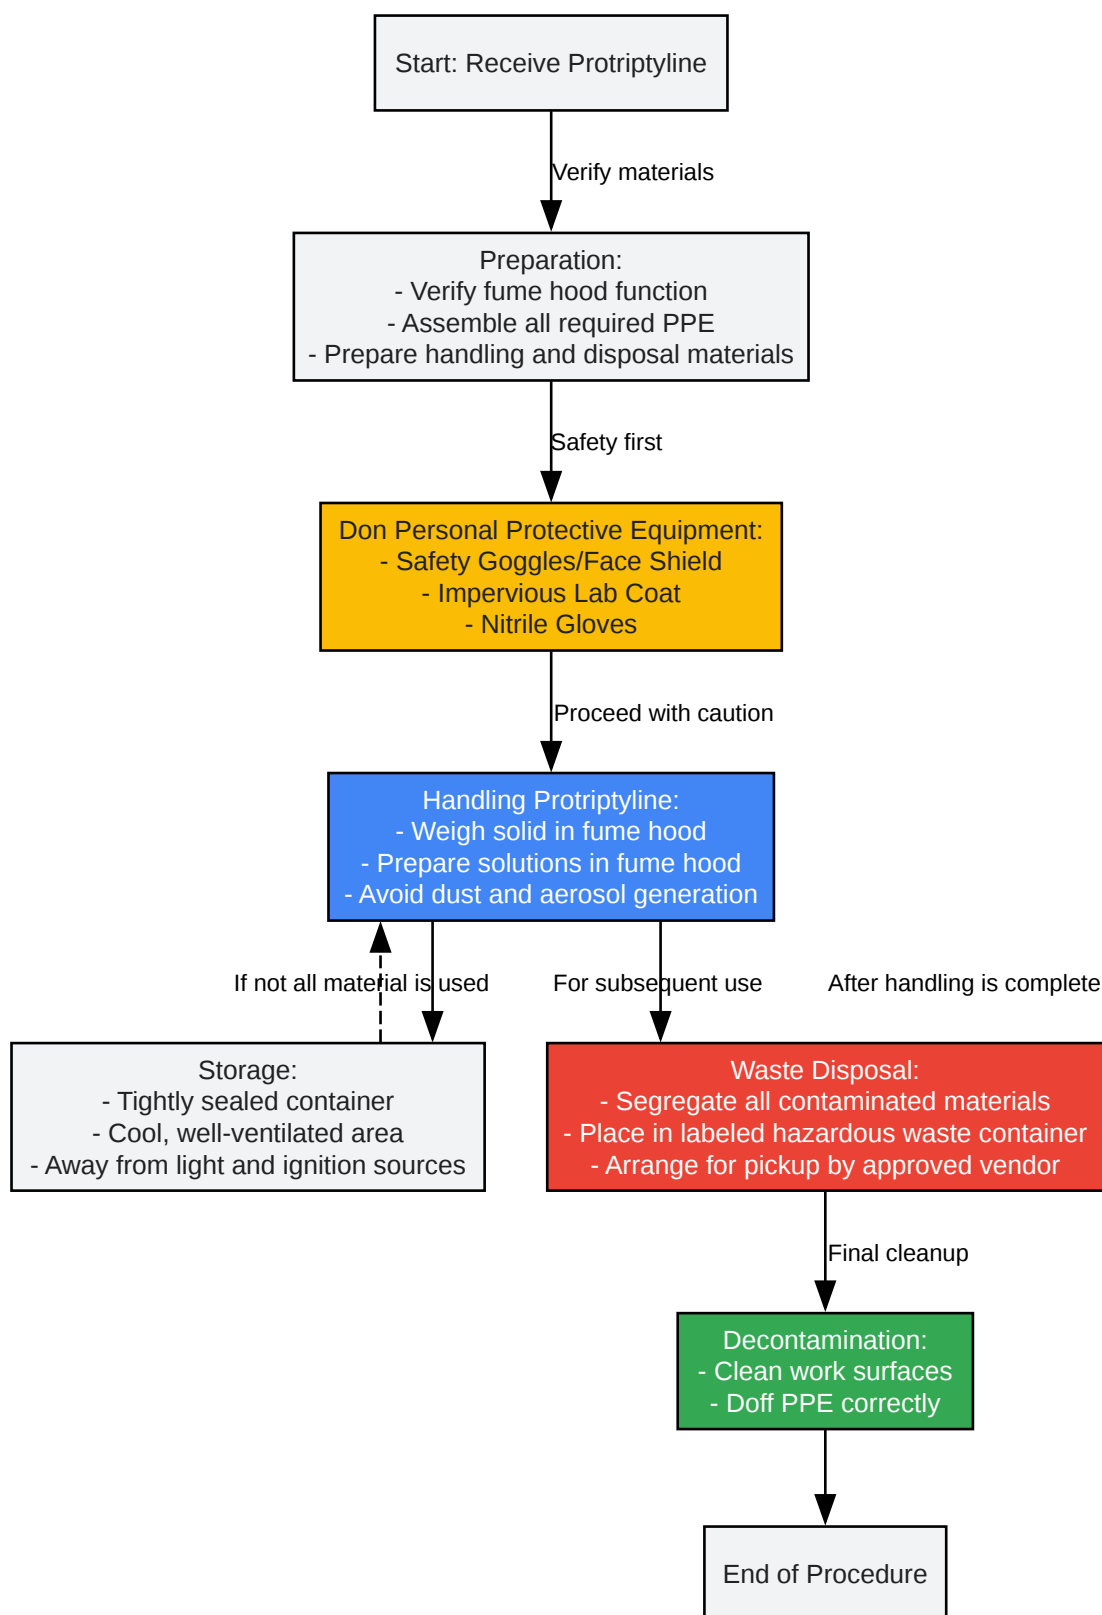 Start: Receive Protriptyline
Verify materials
Preparation:
- Verify fume hood function
- Assemble all required PPE
- Prepare handling and disposal materials
Safety first
Don Personal Protective Equipment:
- Safety Goggles/Face Shield
- Impervious Lab Coat
- Nitrile Gloves
Proceed with caution
Handling Protriptyline:
- Weigh solid in fume hood
- Prepare solutions in fume hood
- Avoid dust and aerosol generation
If not all material is used
For subsequent use
After handling is complete
Storage:
- Tightly sealed container
- Cool, well-ventilated area
- Away from light and ignition sources
Waste Disposal:
- Segregate all contaminated materials
- Place in labeled hazardous waste container
- Arrange for pickup by approved vendor
Final cleanup
Decontamination:
- Clean work surfaces
- Doff PPE correctly
End of Procedure